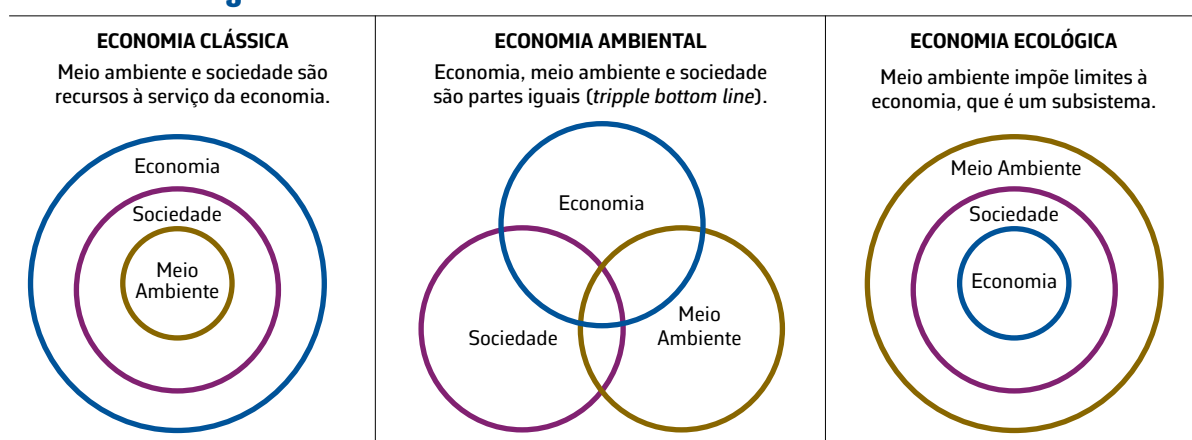 ECONOMIA CLÁSSICA
Meio ambiente e sociedade são
recursos à serviço da economia.
Economia
Sociedade
Meio
Ambiente
ECONOMIA AMBIENTAL
Economia, meio ambiente e sociedade
são partes iguais (tripple bottom line).
Economia
Sociedade
Meio
Ambiente
ECONOMIA ECOLÓGICA
Meio ambiente impõe limites à
economia, que é um subsistema.
Meio Ambiente
Sociedade
Economia